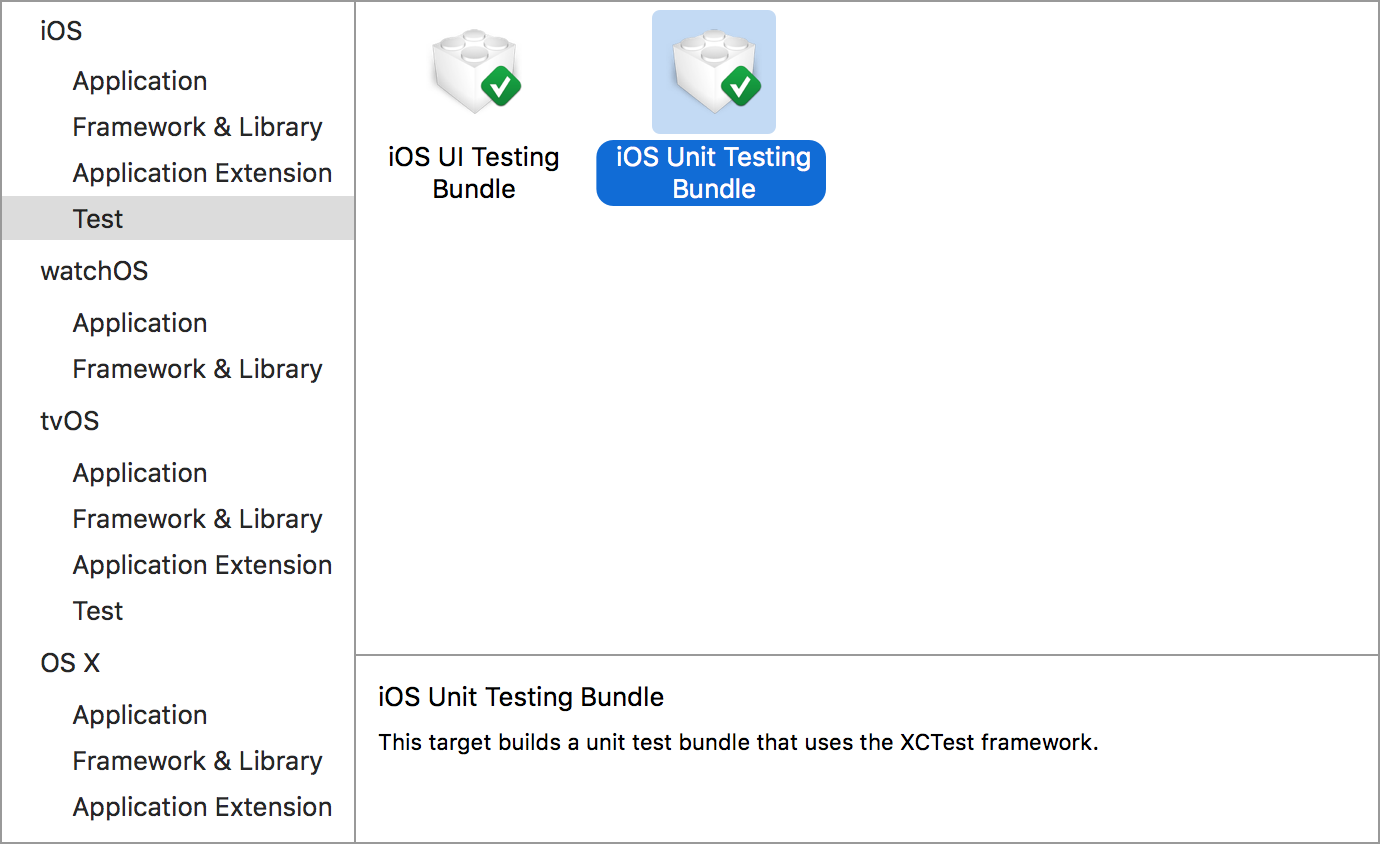 iOS
Application
Framework & Library
Application Extension
Test
watchOS
Application
Framework & Library
tvOS
Application
Framework & Library
Application Extension
Test
OS X
Application
Framework & Library
Application Extension
iOS UI Testing
Bundle
iOS Unit Testing
Bundle
iOS Unit Testing Bundle
This target builds a unit test bundle that uses the XCTest framework.